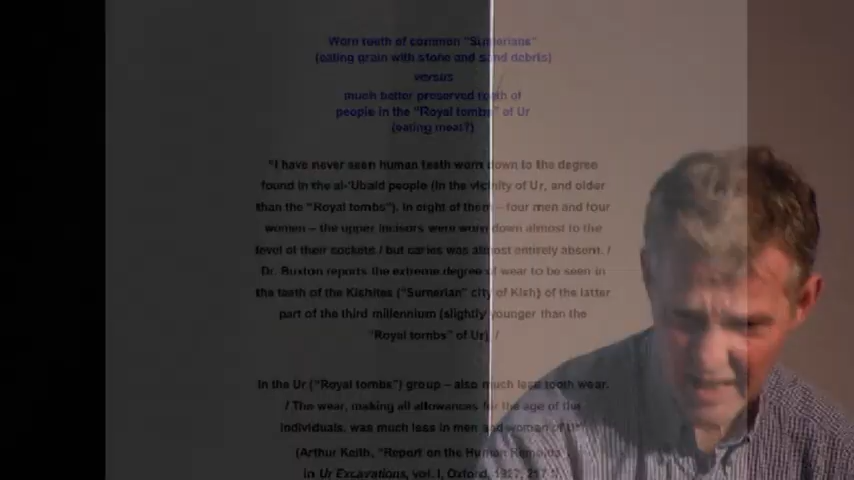 Worn teeth of common "Sumerians"
(eating grain with stone and sand debris)
versus
much better preserved teeth of
people in the "Royal tombs" of Ur
(eating meat?)
"I have never seen human teeth worn down to the degree
found in the al-'Ubaid people (in the vicinity of Ur, and older
than the "Royal tombs"). In eight of them – four men and four
women – the upper incisors were worn down almost to the
level of their sockets / but caries was almost entirely absent. /
Dr. Buxton reports the extreme degree of wear to be seen in
the teeth of the Kishites ("Sumerian" city of Kish) of the latter
part of the third millennium (slightly younger than the
"Royal tombs" of Ur) /
In the Ur ("Royal tombs") group – also much less tooth wear.
/ The wear, making all allowances for the age of the
individuals, was much less in men and woman of Ur"
(Arthur Keith, "Report on the Human Remains",
in Ur Excavations, vol. I, Oxford, 1927, 217 f.